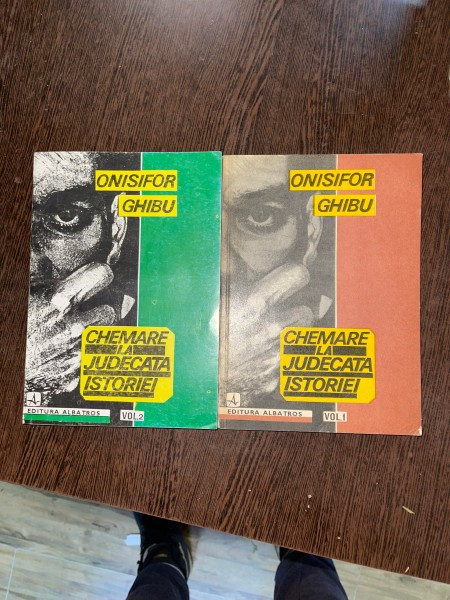 ONISIFOR
GHIBU
CHEMARE
LA
JUDECATA
ISTORIEI
EDITURA ALBATROS
VOL.2
ONISIFOR
GHIBU
CHEMARE
LA
JUDECATA
ISTORIEI
EDITURA ALBATROS
VOL.1